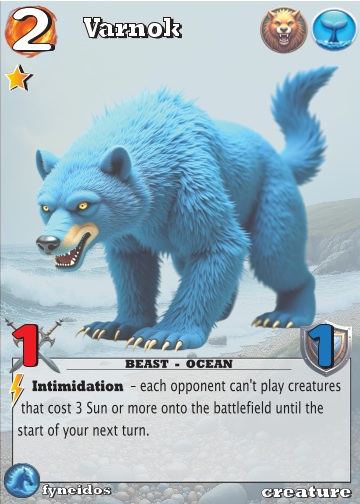 2 Varnok
1 1
BEAST - OCEAN
Intimidation - each opponent can't play creatures
that cost 3 Sun or more onto the battlefield until the
start of your next turn.
fyneidos creature